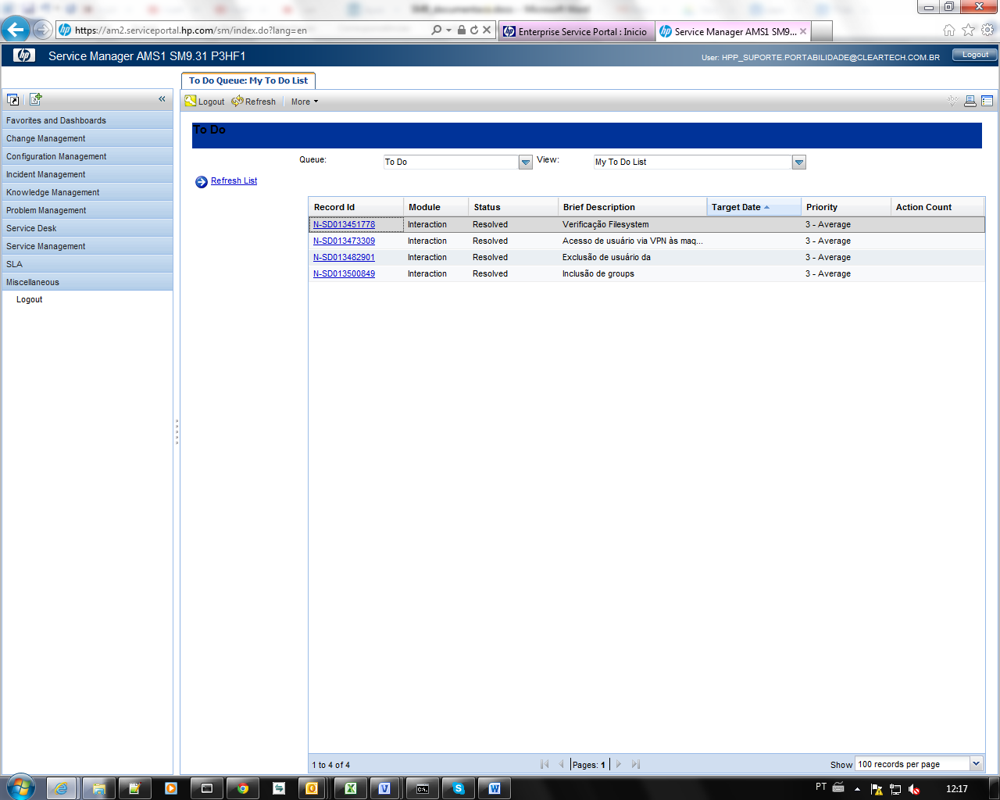 https://am2.serviceportal.hp.com/sm/index.do?lang=en
Enterprise Service Portal : Inicio
Service Manager AMS1 SM9...
hp
Service Manager AMS1 SM9.31 P3HF1
User: HPP_SUPORTE.PORTABILIDADE@CLEARTECH.COM.BR
Logout
To Do Queue: My To Do List
Logout
Refresh
More
Favorites and Dashboards
Change Management
Configuration Management
Incident Management
Knowledge Management
Problem Management
Service Desk
Service Management
SLA
Miscellaneous
Logout
To Do
Queue: To Do View: My To Do List
Refresh List
Record Id Module Status Brief Description Target Date Priority Action Count
N-SD013451778 Interaction Resolved Verificação Filesystem 3 - Average
N-SD013473309 Interaction Resolved Acesso de usuário via VPN às maq... 3 - Average
N-SD013482901 Interaction Resolved Exclusão de usuário da 3 - Average
N-SD013500849 Interaction Resolved Inclusão de groups 3 - Average
1 to 4 of 4
Pages: 1
Show 100 records per page
PT
12:17